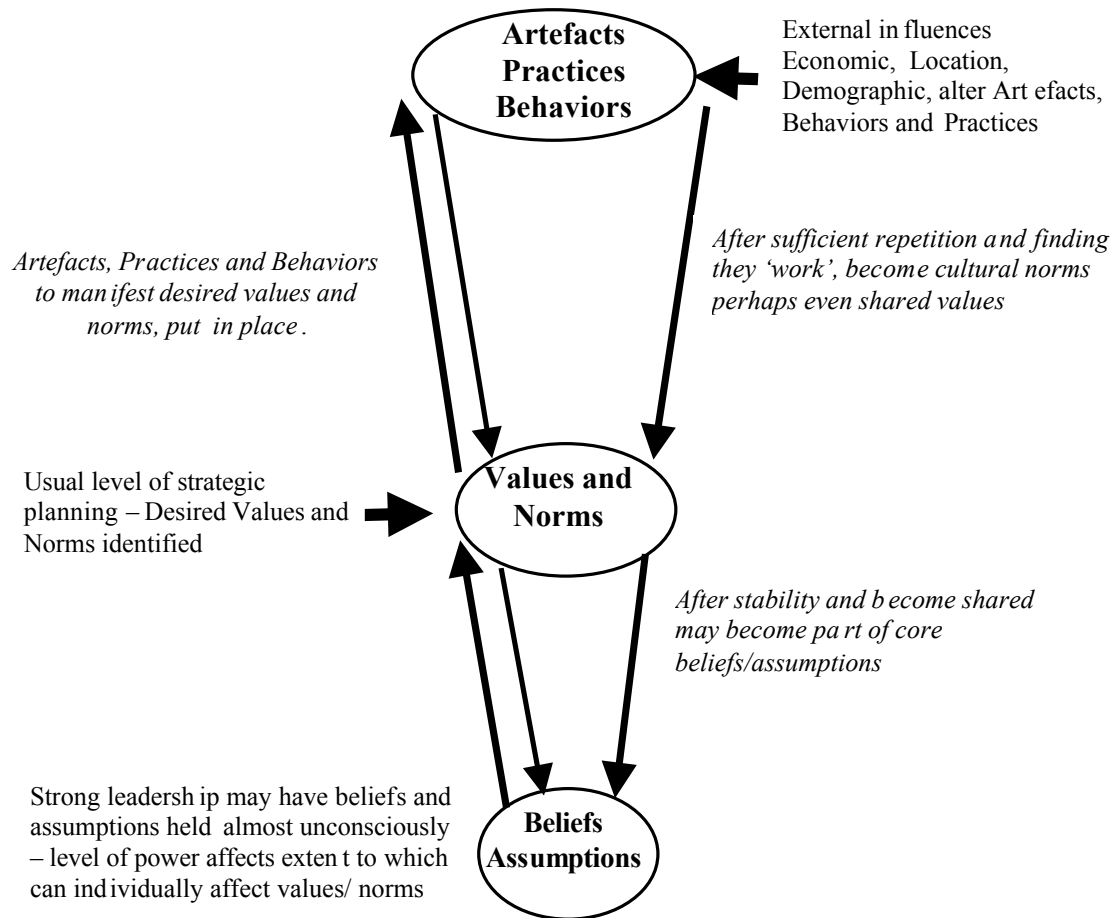 Artefacts
Practices
Behaviors
External in fluences
Economic, Location,
Demographic, alter Art efacts,
Behaviors and Practices
Artefacts, Practices and Behaviors
to man ifest desired values and
norms, put in place .
After sufficient repetition and finding
they ‘work’, become cultural norms
perhaps even shared values
Usual level of strategic
planning – Desired Values and
Norms identified
Values and
Norms
After stability and b ecome shared
may become pa rt of core
beliefs/assumptions
Strong leadersh ip may have beliefs and
assumptions held almost unconsciously
– level of power affects exten t to which
can ind ividually affect values/ norms
Beliefs
Assumptions